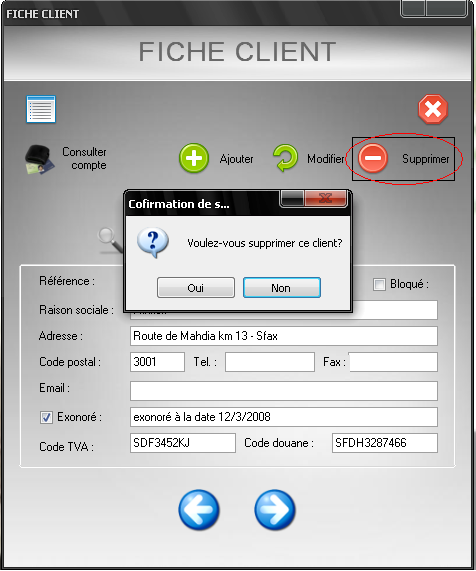 FICHE CLIENT
FICHE CLIENT
Consulter
compte
Ajouter
Modifier
Supprimer
Cofirmation de s...
Voulez-vous supprimer ce client?
Oui
Non
Référence :
Bloqué :
Raison sociale :
Adresse :
Route de Mahdia km 13 - Sfax
Code postal :
3001
Tel. :
Fax :
Email :
Exonoré :
exonoré à la date 12/3/2008
Code TVA :
SDF3452KJ
Code douane :
SFDH3287466